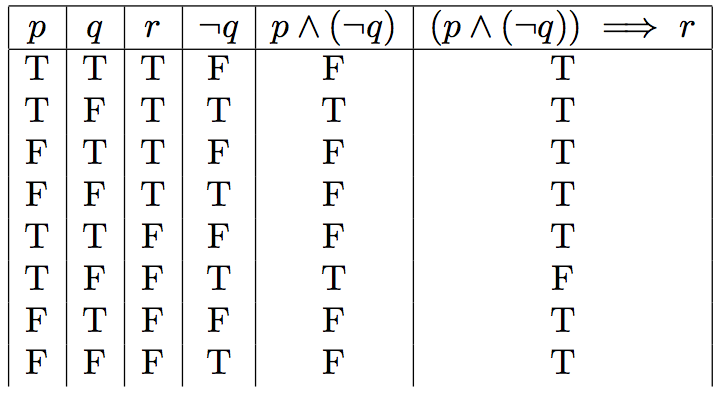 p q r ¬q p ∧ (¬q) (p ∧ (¬q)) ⟹ r
T T T F F T
T F T T T T
F T T F F T
F F T T F T
T T F F F T
T F F T T F
F T F F F T
F F F T F T